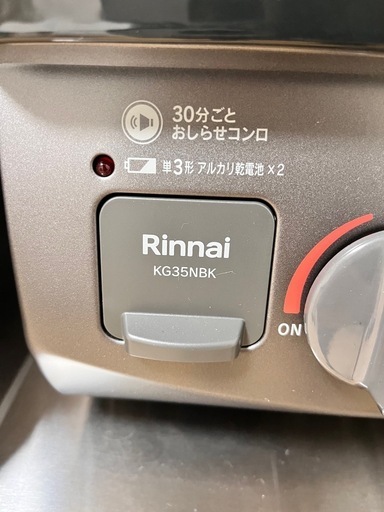 30分ごと
おしらせコンロ
単3形 アルカリ乾電池×2
Rinnai
KG35NBK
ON